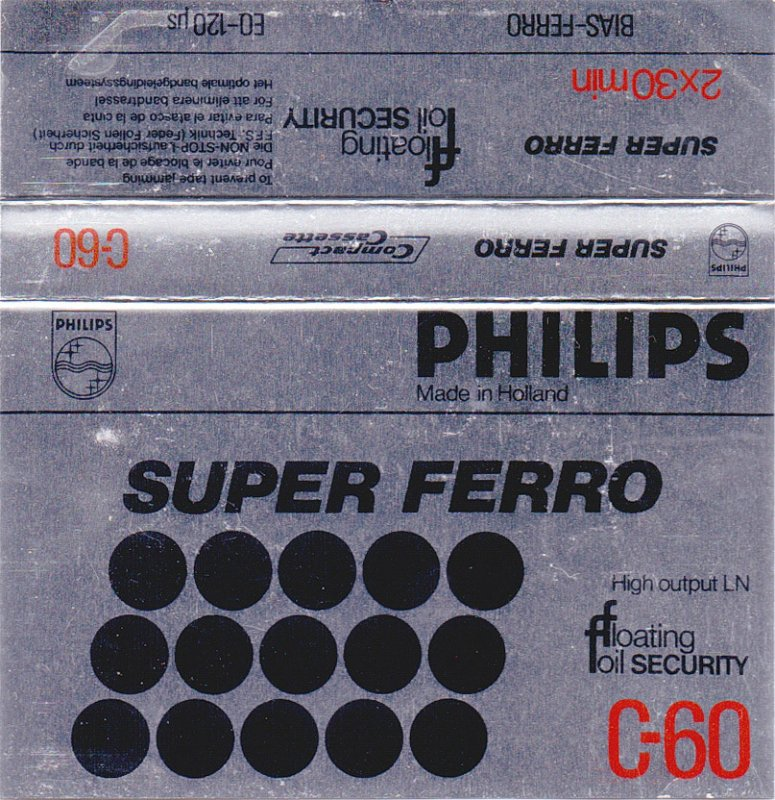 PHILIPS
PHILIPS
Made in Holland
SUPER FERRO
High output LN
floating
foil SECURITY
C-60
PHILIPS
SUPER FERRO
Compact
Cassette
C-60
SUPER FERRO
2x30min
floating
foil SECURITY
To prevent tape jamming
Pour éviter le blocage de la bande
Die NON-STOP-Laufsicherheit durch
F.F.S. Technik (Feder Folien Sicherheit)
Para evitar el atasco de la cinta
För att eliminera bandtrassel
Het optimale bandgeleidingssysteem
BIAS-FERRO
EQ-120 µs